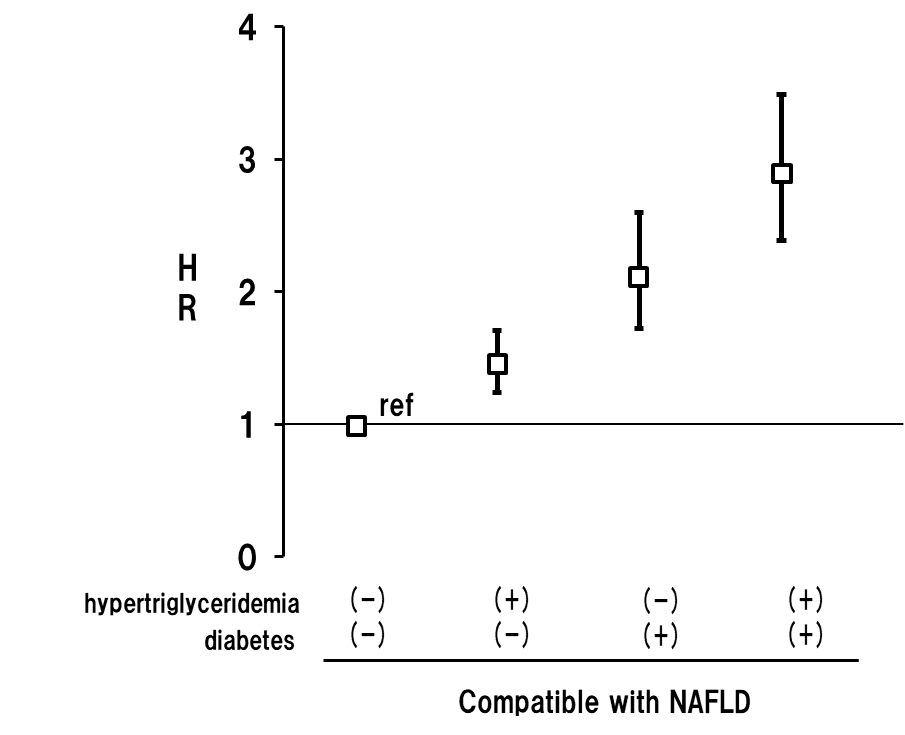 4
3
H
R
2
ref
1
0
hypertriglyceridemia (−) (+) (−) (+)
diabetes (−) (−) (+) (+)
Compatible with NAFLD